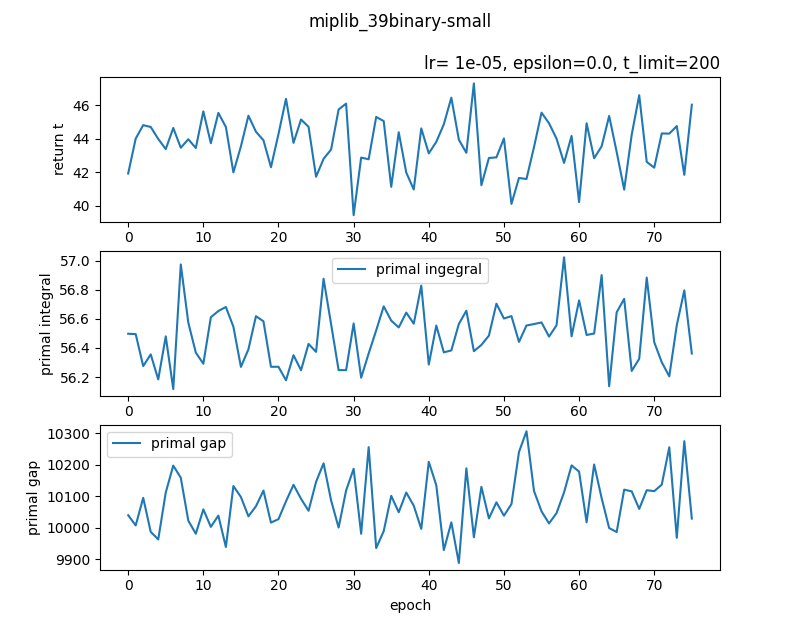 miplib_39binary-small
lr= 1e-05, epsilon=0.0, t_limit=200
return t
46
44
42
40
0 10 20 30 40 50 60 70
primal integral
primal ingegral
57.0
56.8
56.6
56.4
56.2
0 10 20 30 40 50 60 70
primal gap
primal gap
10300
10200
10100
10000
9900
0 10 20 30 40 50 60 70
epoch